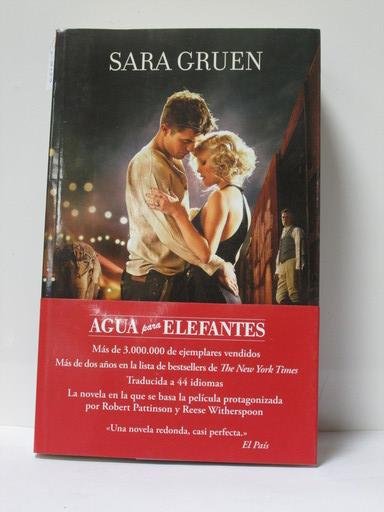 SARA GRUEN
AGUA para ELEFANTES
Más de 3.000.000 de ejemplares vendidos
Más de dos años en la lista de bestsellers de The New York Times
Traducida a 44 idiomas
La novela en la que se basa la película protagonizada
por Robert Pattinson y Reese Witherspoon
«Una novela redonda, casi perfecta.»
El País